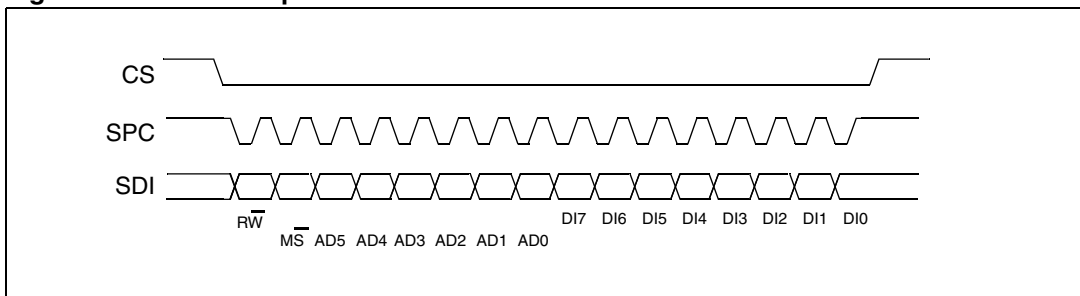 CS
SPC
SDI
RW̅ DI7 DI6 DI5 DI4 DI3 DI2 DI1 DI0
MS̅ AD5 AD4 AD3 AD2 AD1 AD0